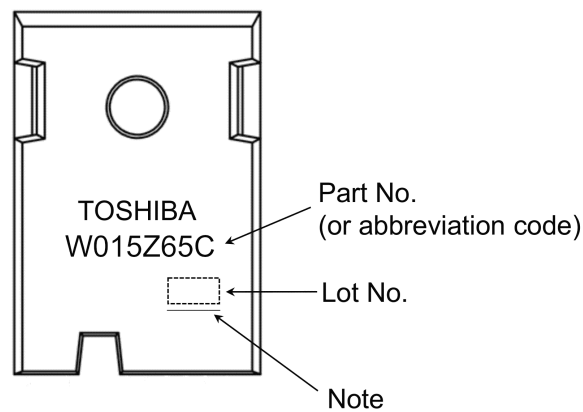 TOSHIBA
W015Z65C
Part No.
(or abbreviation code)
Lot No.
Note